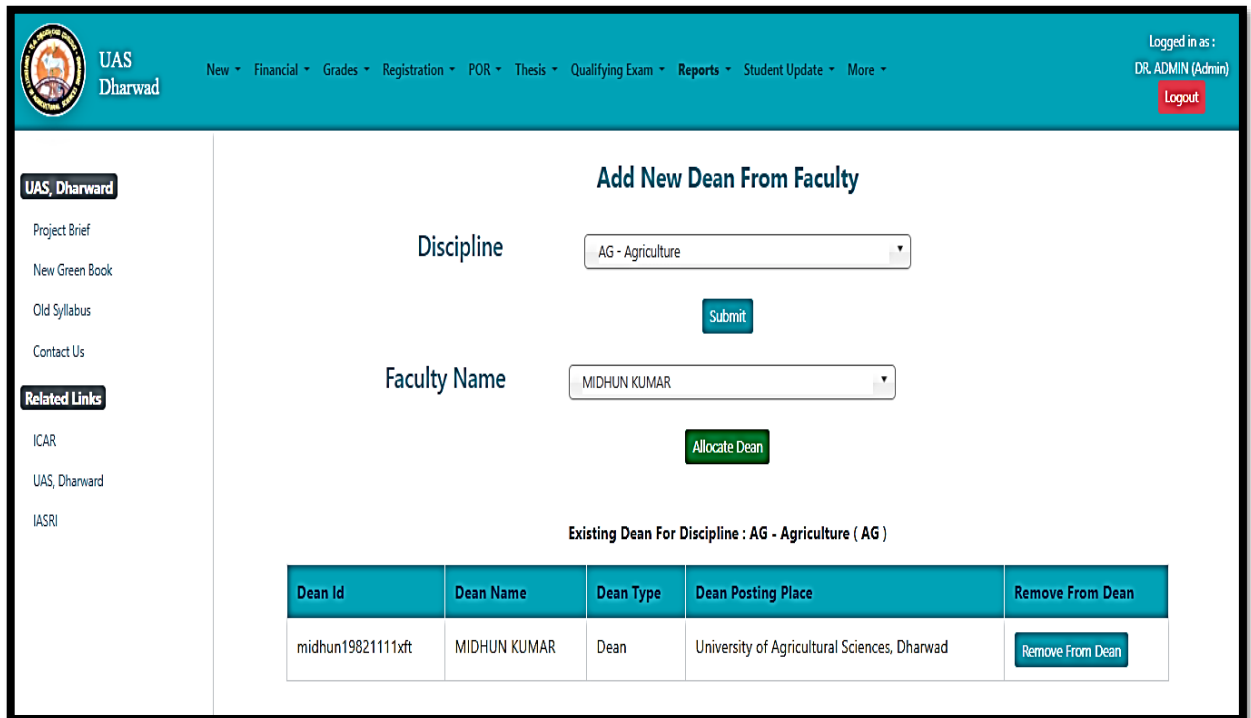 UAS
Dharwad
New Financial Grades Registration POR Thesis Qualifying Exam Reports Student Update More
Logged in as :
DR. ADMIN (Admin)
Logout
UAS, Dharward
Project Brief
New Green Book
Old Syllabus
Contact Us
Related Links
ICAR
UAS, Dharward
IASRI
Add New Dean From Faculty
Discipline AG - Agriculture
Submit
Faculty Name MIDHUN KUMAR
Allocate Dean
Existing Dean For Discipline : AG - Agriculture ( AG )
Dean Id Dean Name Dean Type Dean Posting Place Remove From Dean
midhun19821111xft MIDHUN KUMAR Dean University of Agricultural Sciences, Dharwad Remove From Dean